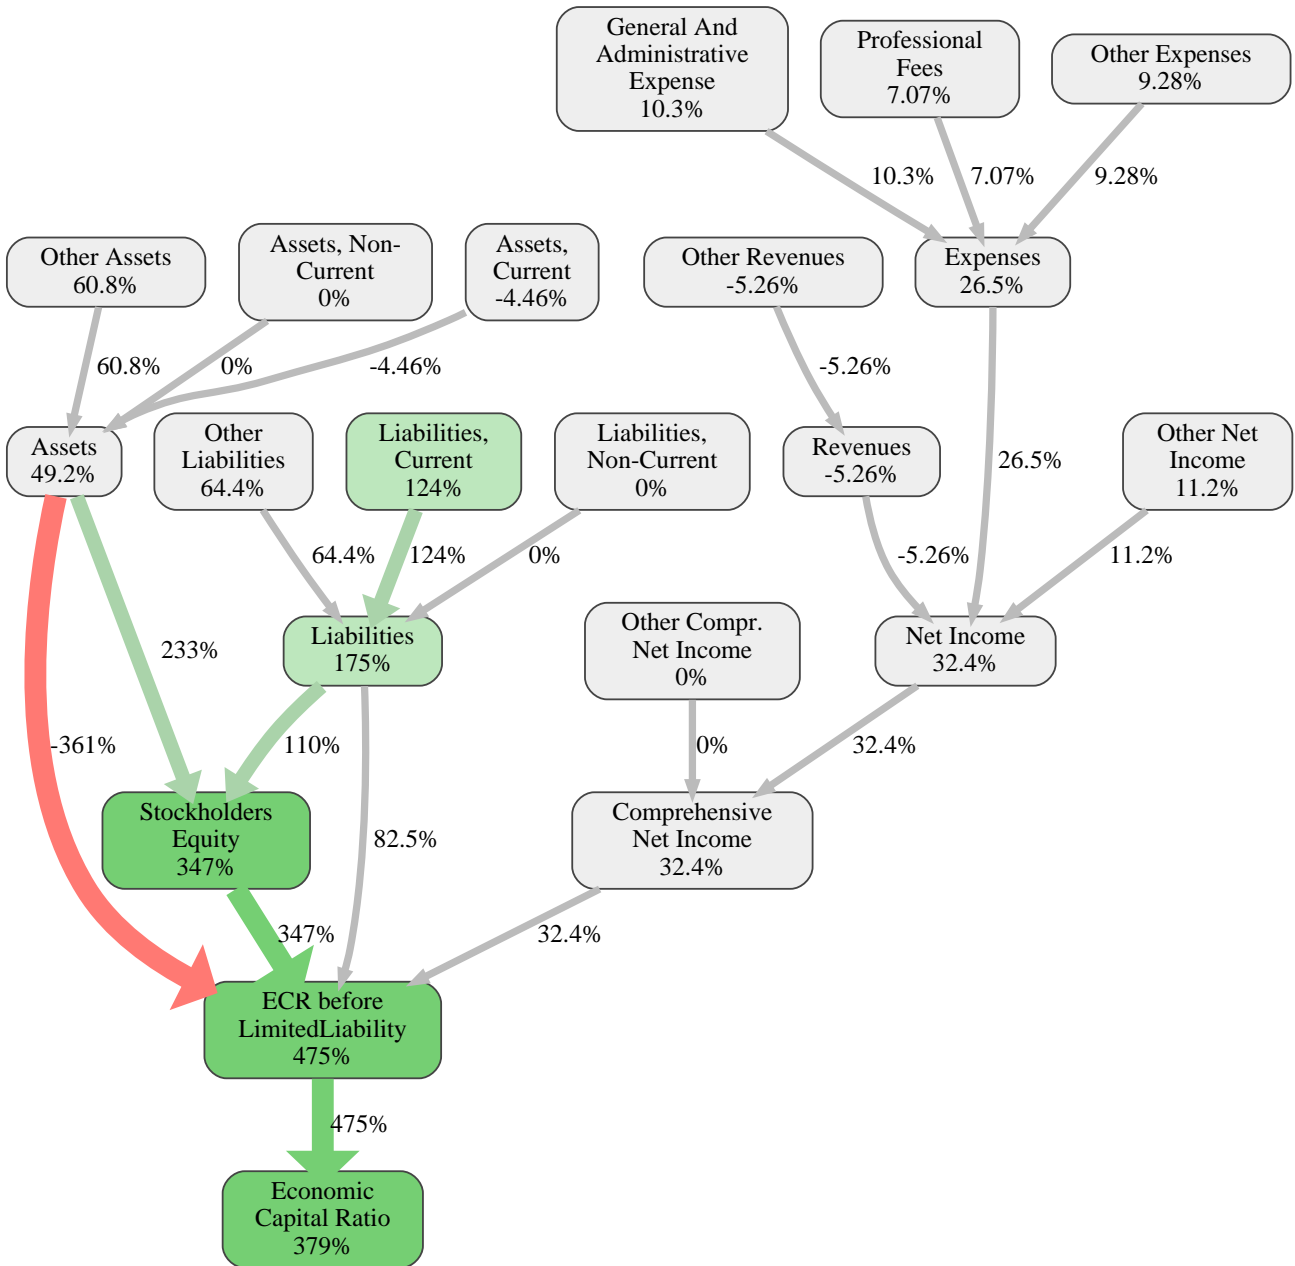 General And
Administrative
Expense
10.3%
Professional
Fees
7.07%
Other Expenses
9.28%
10.3%
7.07%
9.28%
Other Assets
60.8%
Assets, Non-
Current
0%
Assets,
Current
-4.46%
Other Revenues
-5.26%
Expenses
26.5%
60.8%
0%
-4.46%
-5.26%
Assets
49.2%
Other
Liabilities
64.4%
Liabilities,
Current
124%
Liabilities,
Non-Current
0%
Revenues
-5.26%
26.5%
Other Net
Income
11.2%
64.4%
124%
0%
-5.26%
11.2%
233%
Liabilities
175%
Other Compr.
Net Income
0%
Net Income
32.4%
-361%
110%
0%
32.4%
Stockholders
Equity
347%
82.5%
Comprehensive
Net Income
32.4%
347%
32.4%
ECR before
LimitedLiability
475%
475%
Economic
Capital Ratio
379%